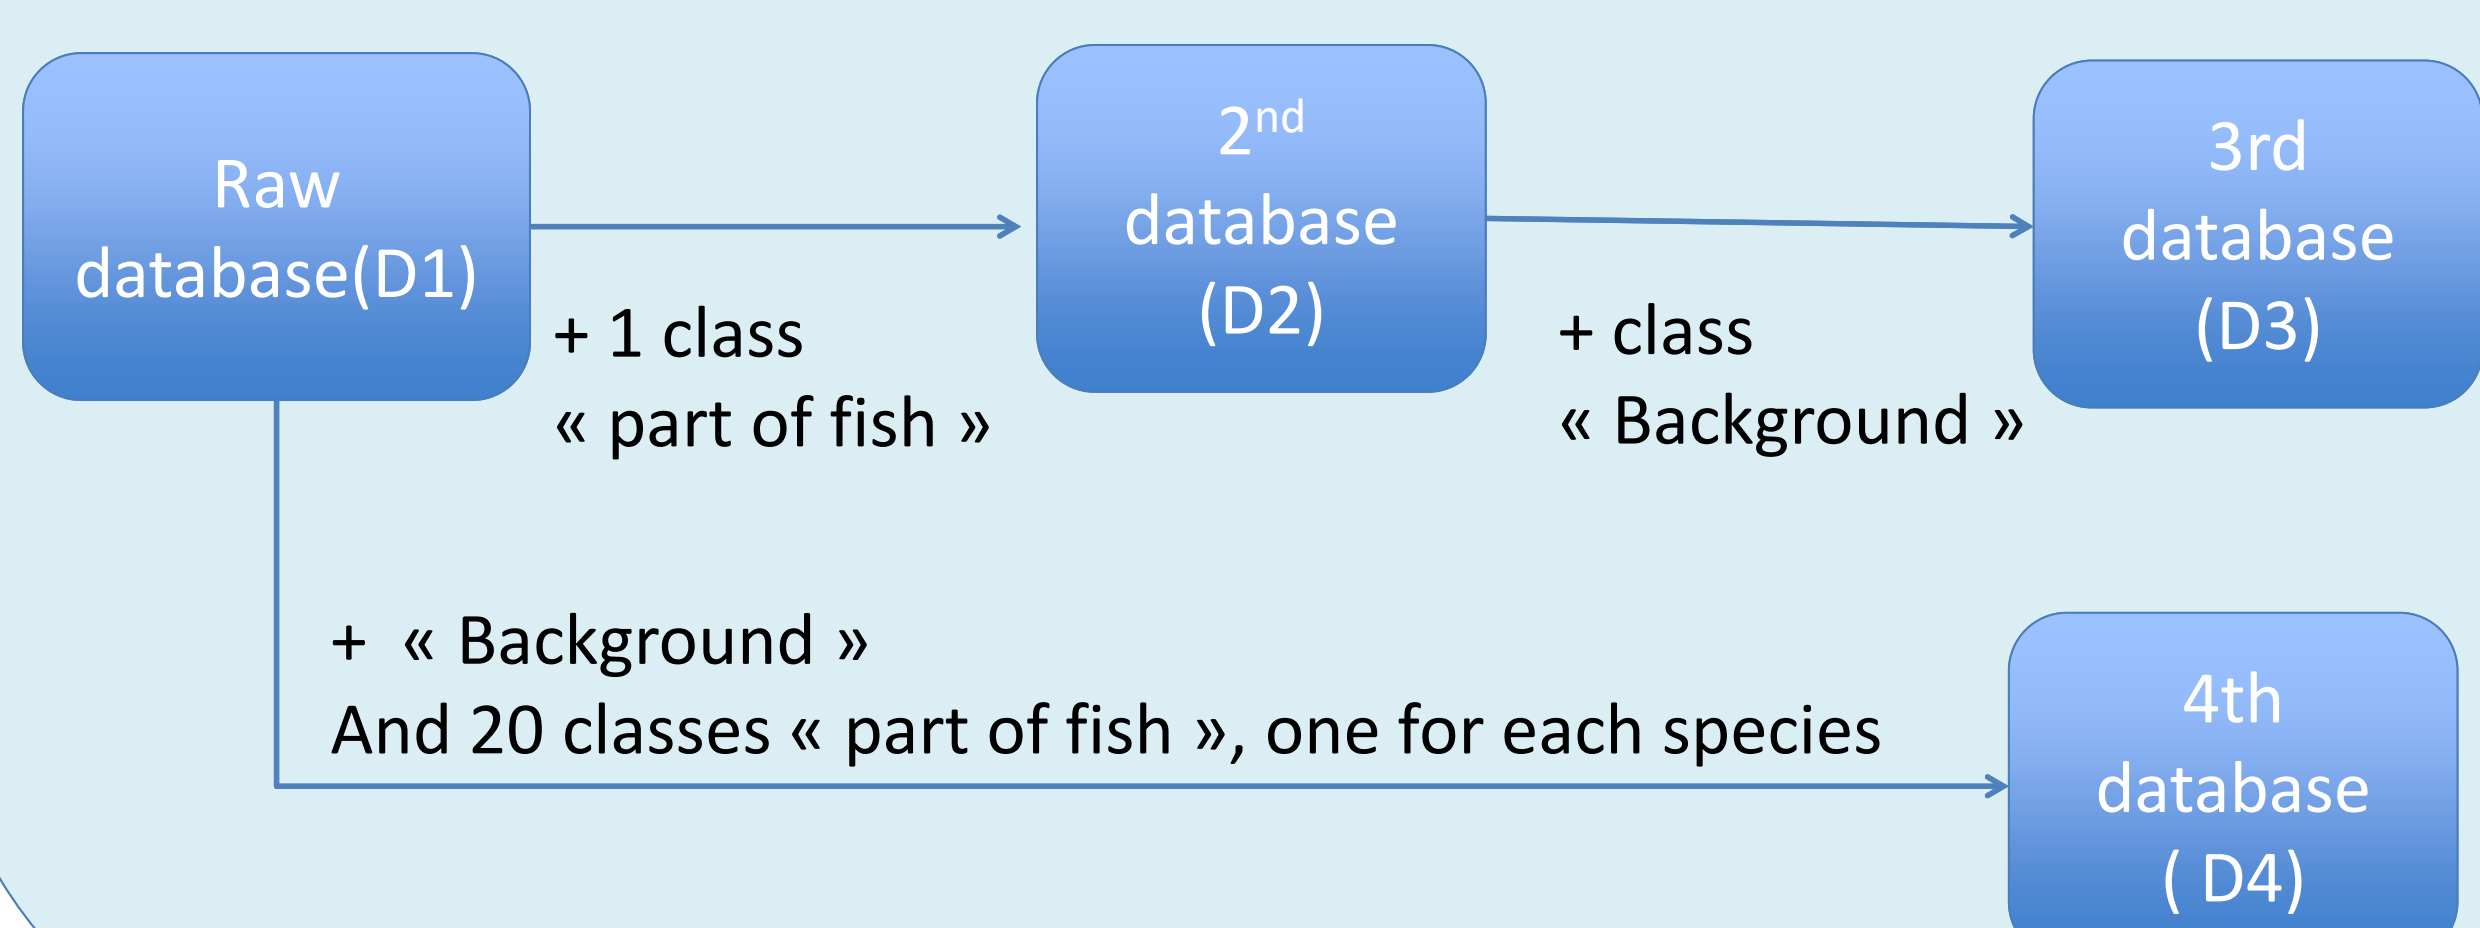 Raw
database(D1)
+ 1 class
« part of fish »
2nd
database
(D2)
+ class
« Background »
3rd
database
(D3)
+ « Background »
And 20 classes « part of fish », one for each species
4th
database
( D4)